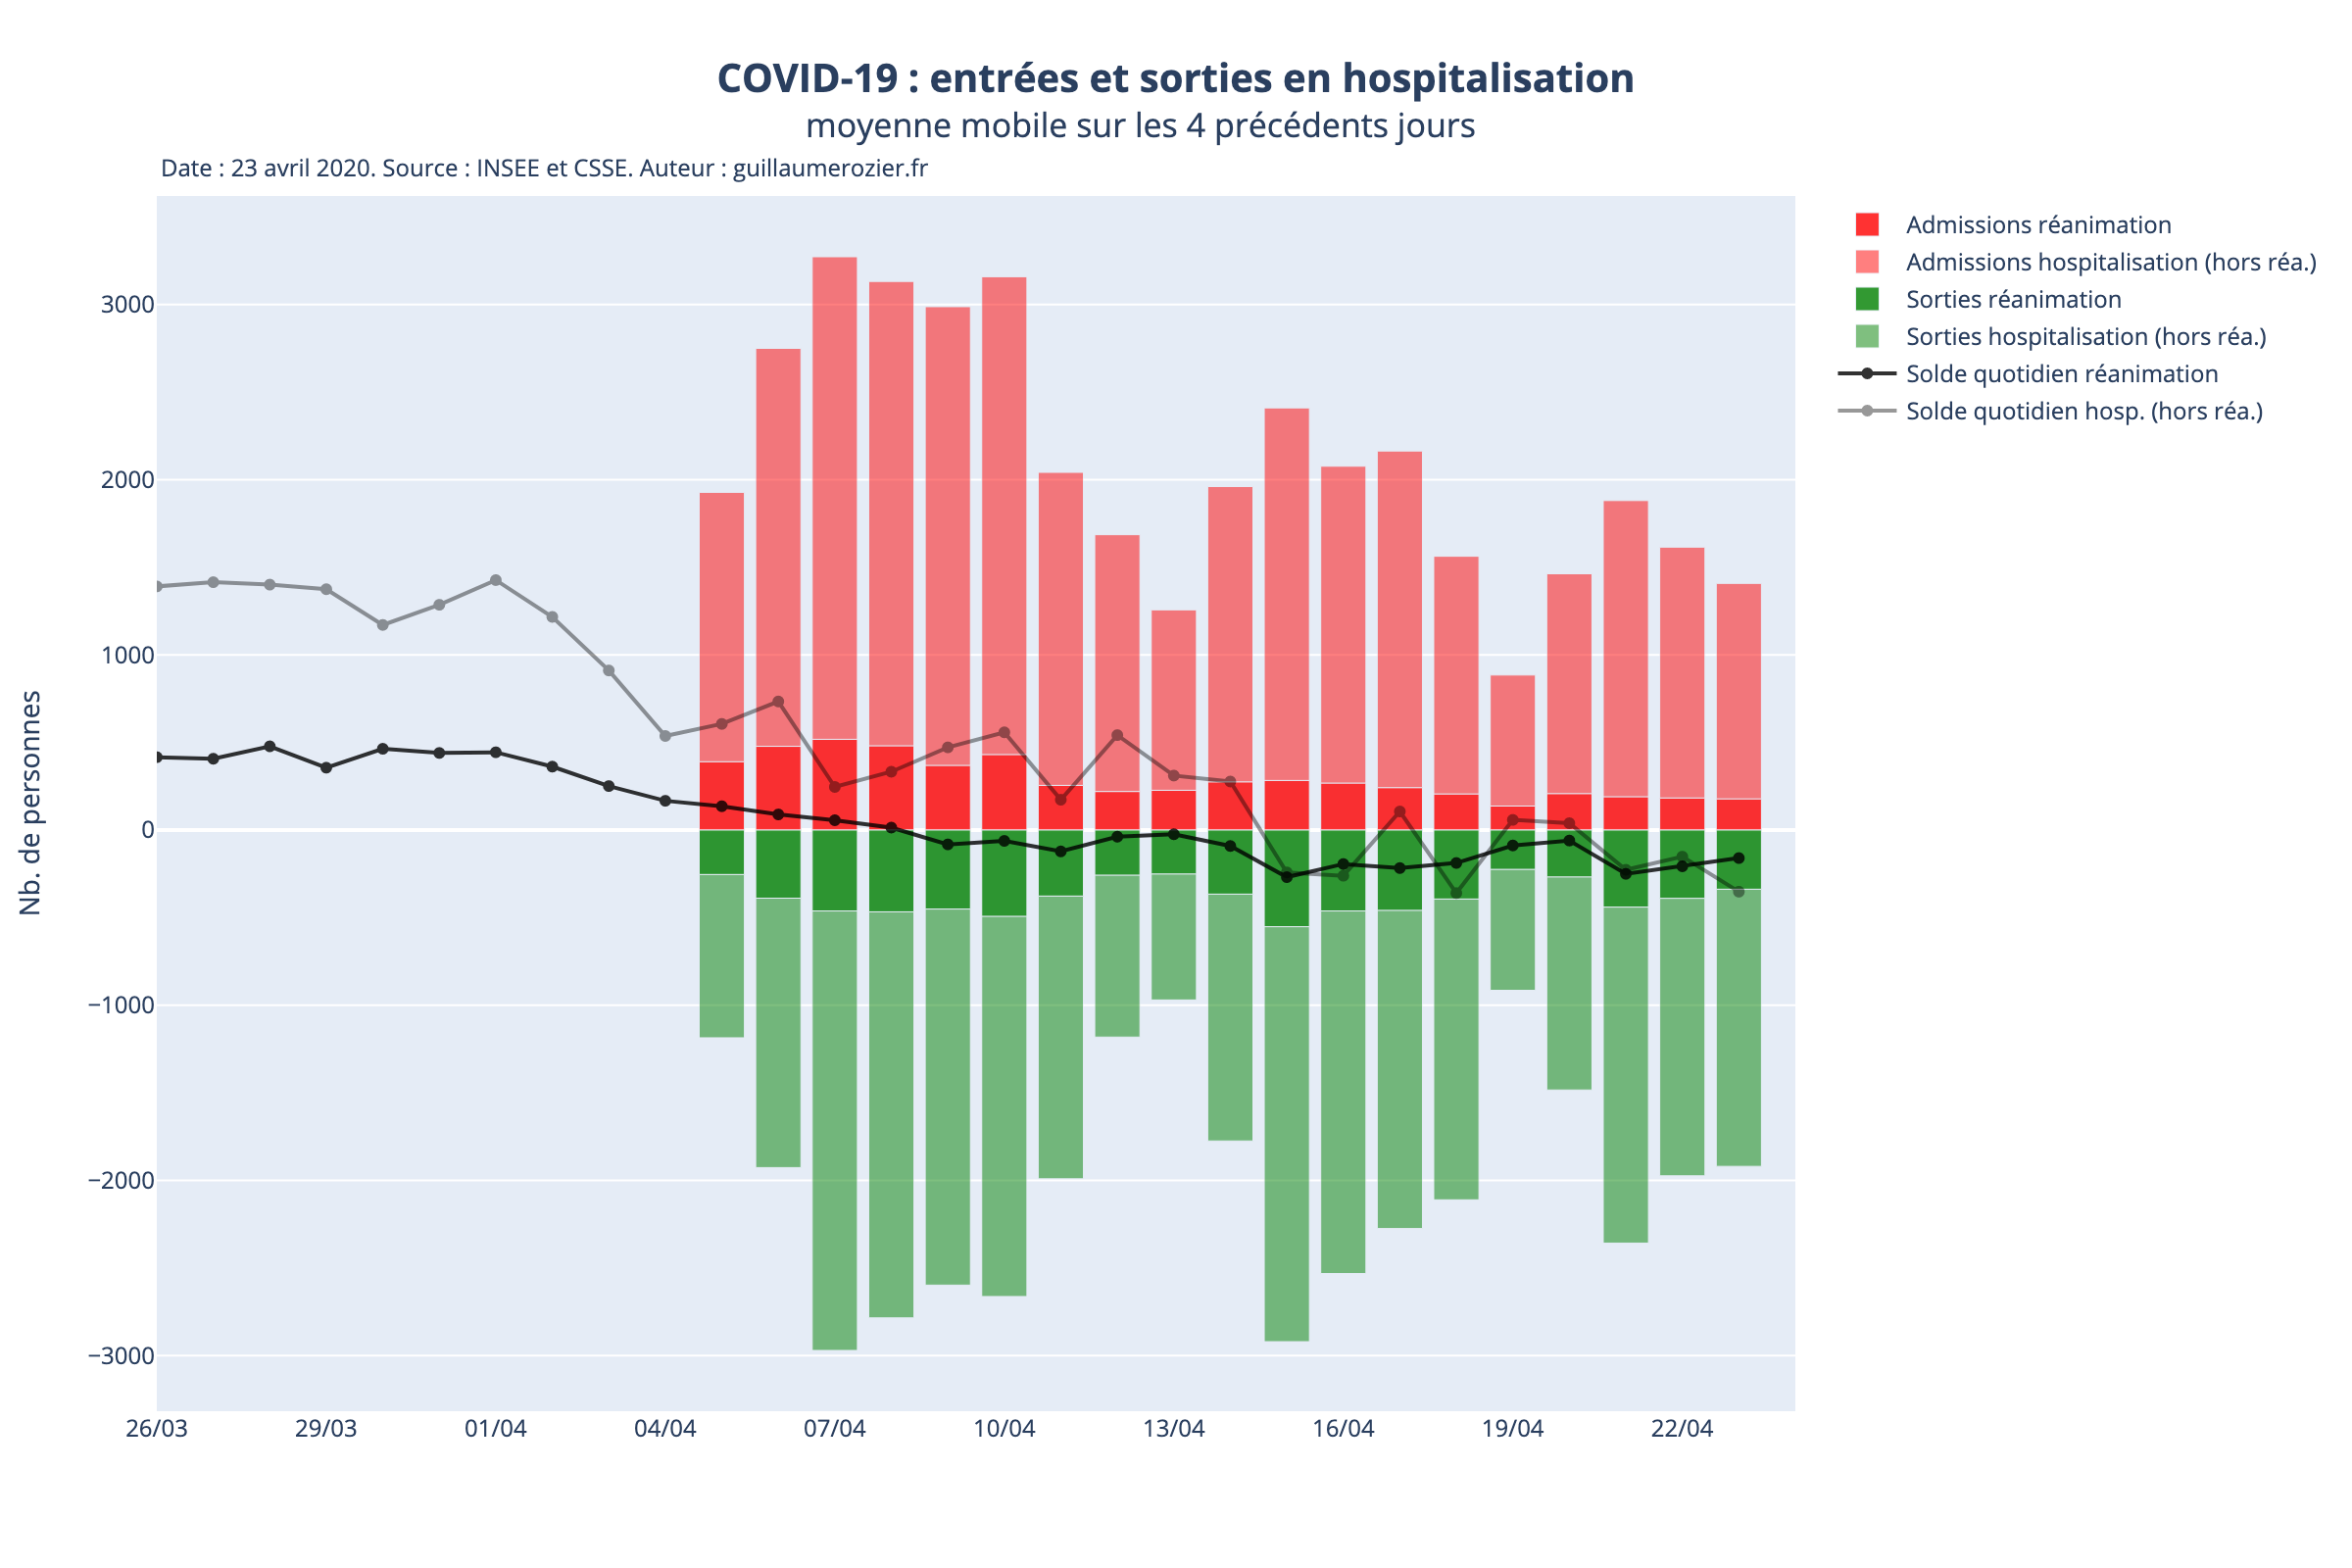 COVID-19 : entrées et sorties en hospitalisation
moyenne mobile sur les 4 précédents jours
Date : 23 avril 2020. Source : INSEE et CSSE. Auteur : guillaumerozier.fr
Admissions réanimation
Admissions hospitalisation (hors réa.)
Sorties réanimation
Sorties hospitalisation (hors réa.)
Solde quotidien réanimation
Solde quotidien hosp. (hors réa.)
Nb. de personnes
3000
2000
1000
0
−1000
−2000
−3000
26/03 29/03 01/04 04/04 07/04 10/04 13/04 16/04 19/04 22/04